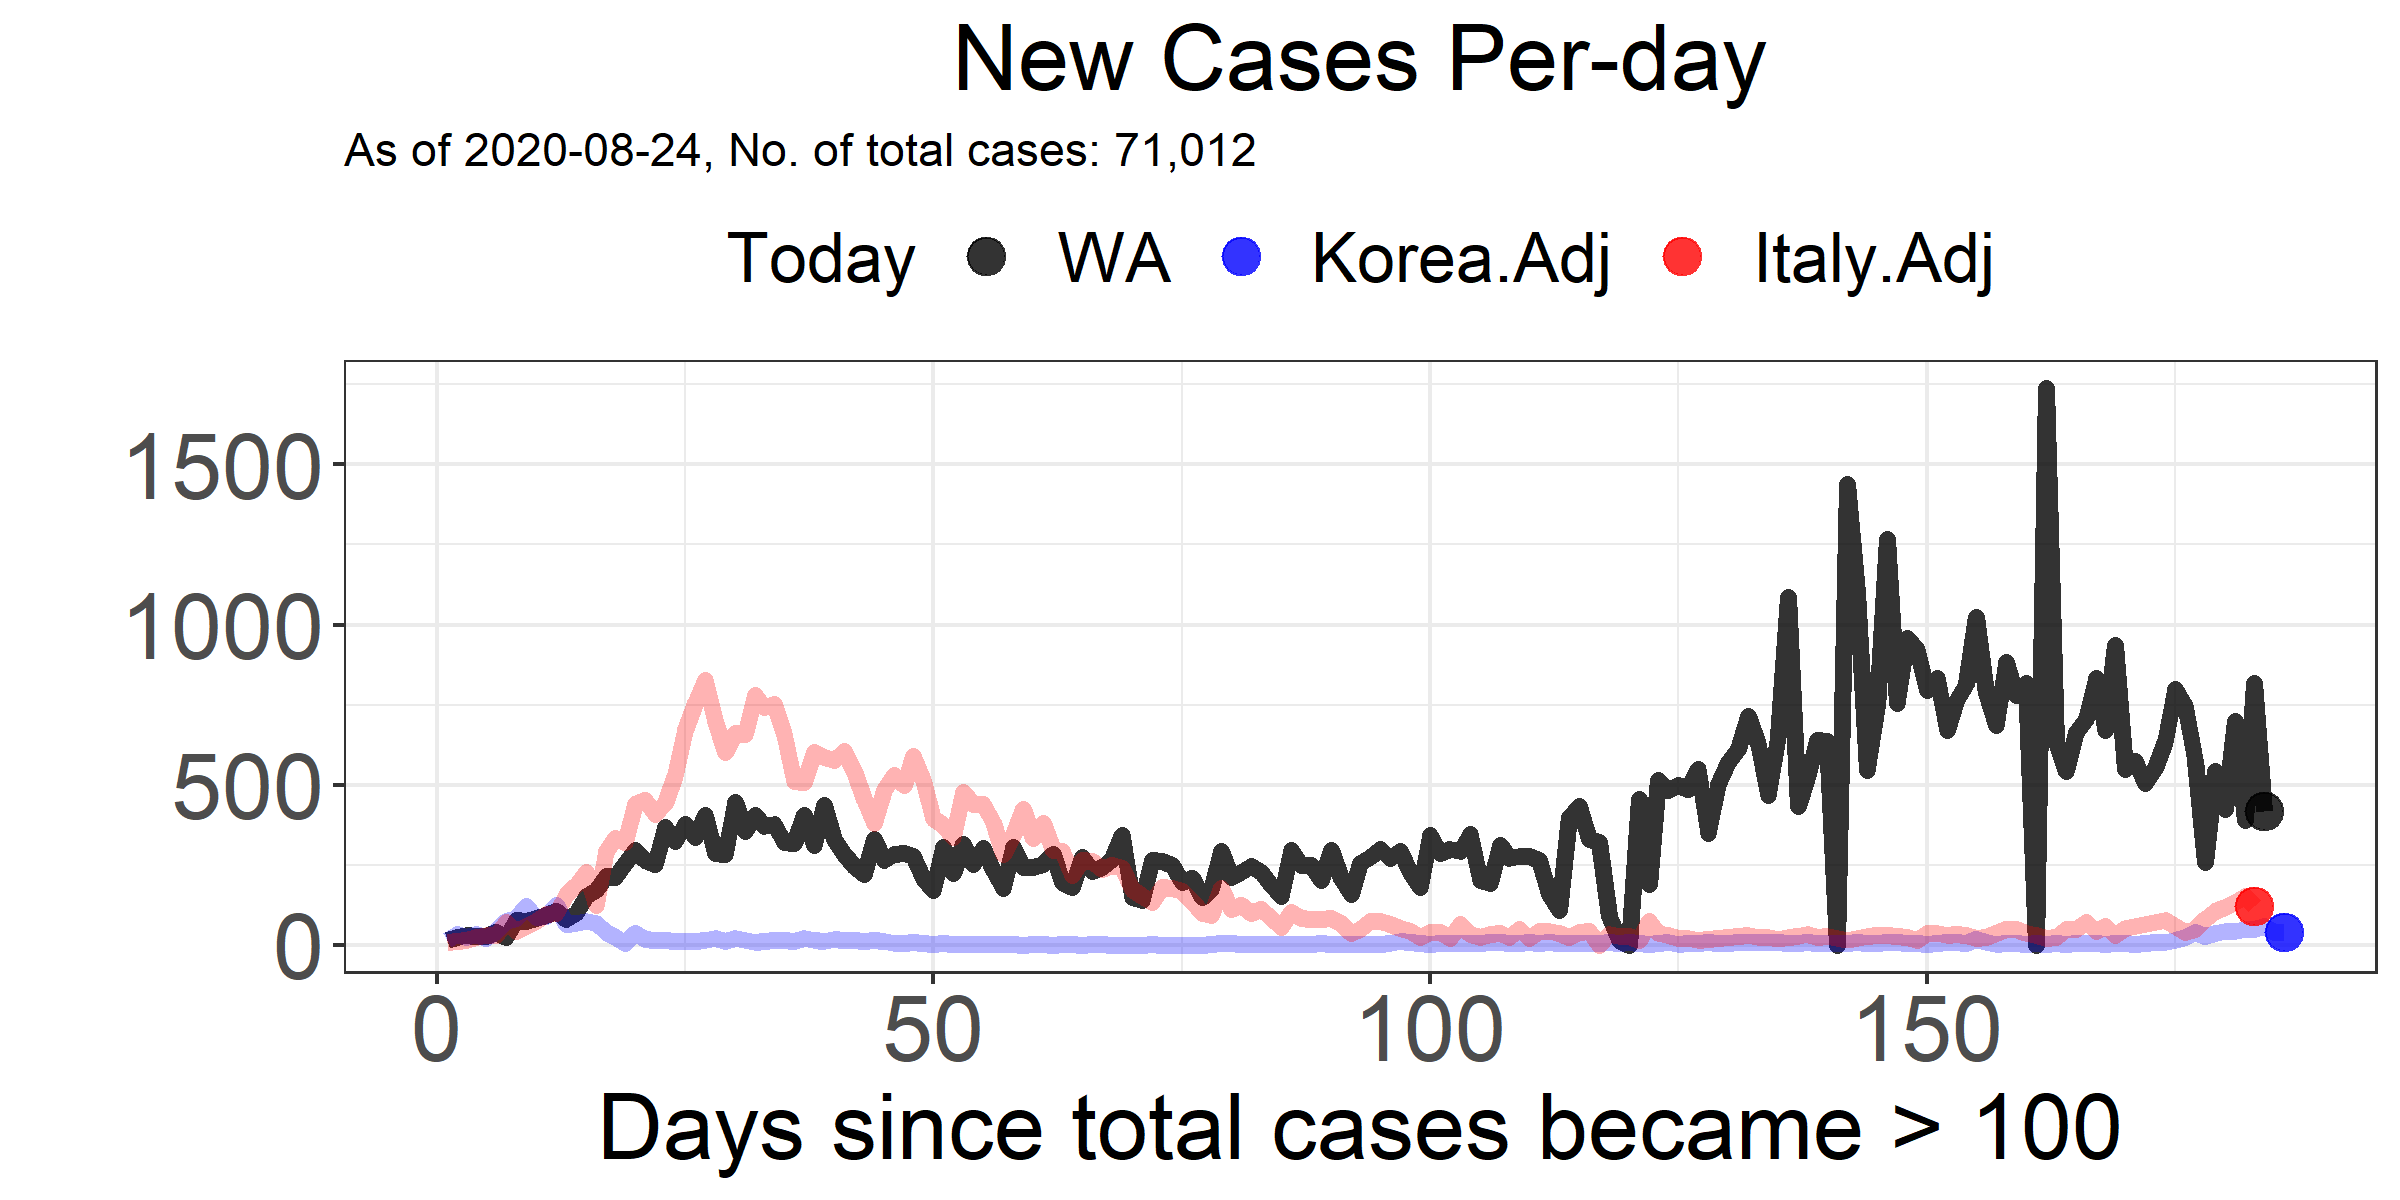 New Cases Per-day
As of 2020-08-24, No. of total cases: 71,012
Today WA Korea.Adj Italy.Adj
1500
1000
500
0
0 50 100 150
Days since total cases became > 100